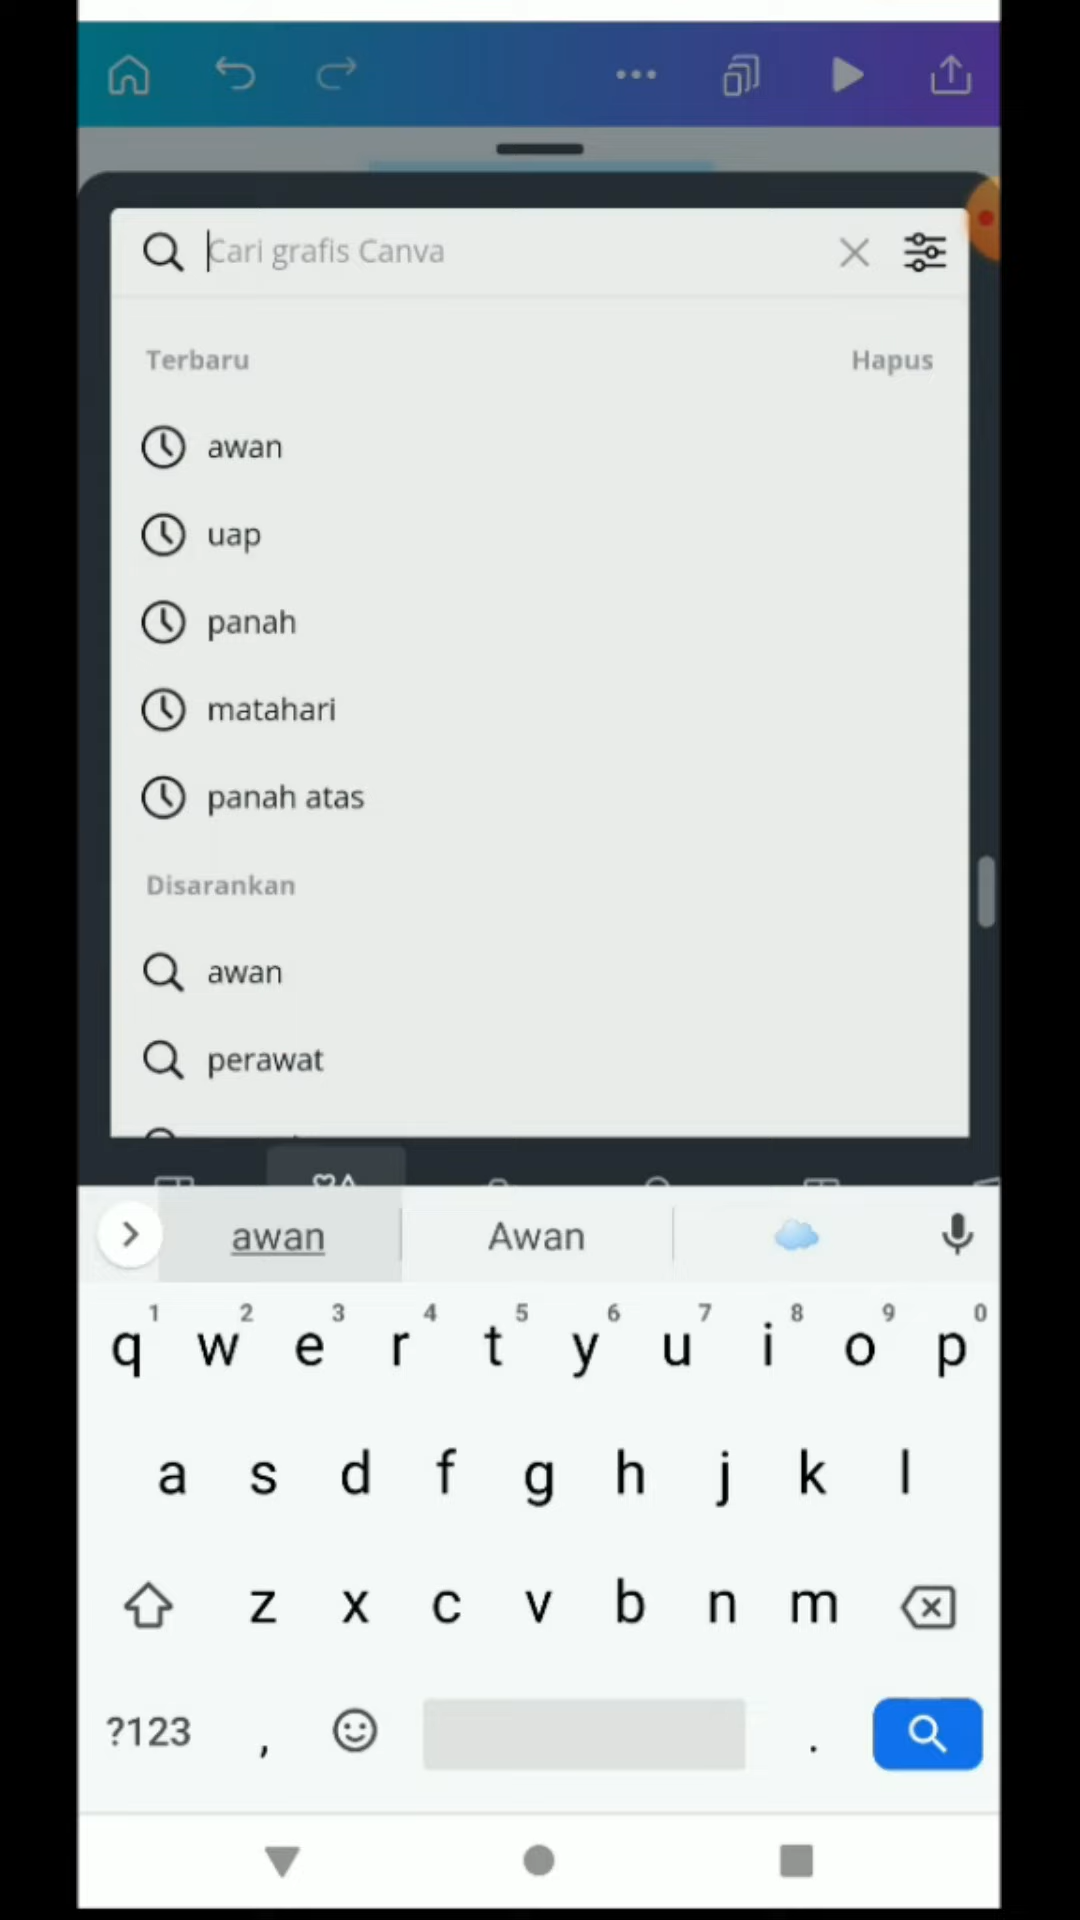 Cari grafis Canva
Terbaru Hapus
awan
uap
panah
matahari
panah atas
Disarankan
awan
perawat
awan Awan
1 2 3 4 5 6 7 8 9 0
q w e r t y u i o p
a s d f g h j k l
z x c v b n m
?123 , .